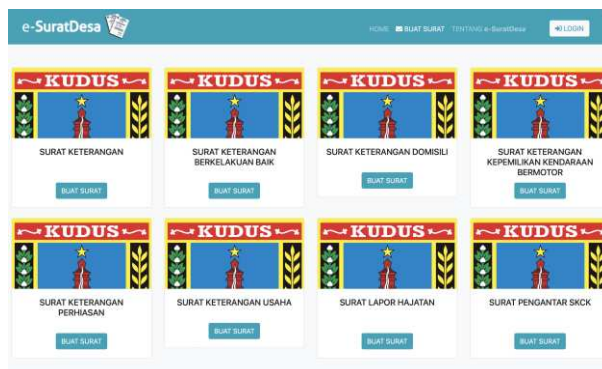 e-SuratDesa
HOME BUAT SURAT TENTANG e-SuratDesa LOGIN
KUDUS KUDUS KUDUS KUDUS
SURAT KETERANGAN
BUAT SURAT
SURAT KETERANGAN
BERKELAKUAN BAIK
BUAT SURAT
SURAT KETERANGAN DOMISILI
BUAT SURAT
SURAT KETERANGAN
KEPEMILIKAN KENDARAAN
BERMOTOR
BUAT SURAT
KUDUS KUDUS KUDUS KUDUS
SURAT KETERANGAN
PERHIASAN
BUAT SURAT
SURAT KETERANGAN USAHA
BUAT SURAT
SURAT LAPOR HAJATAN
BUAT SURAT
SURAT PENGANTAR SKCK
BUAT SURAT